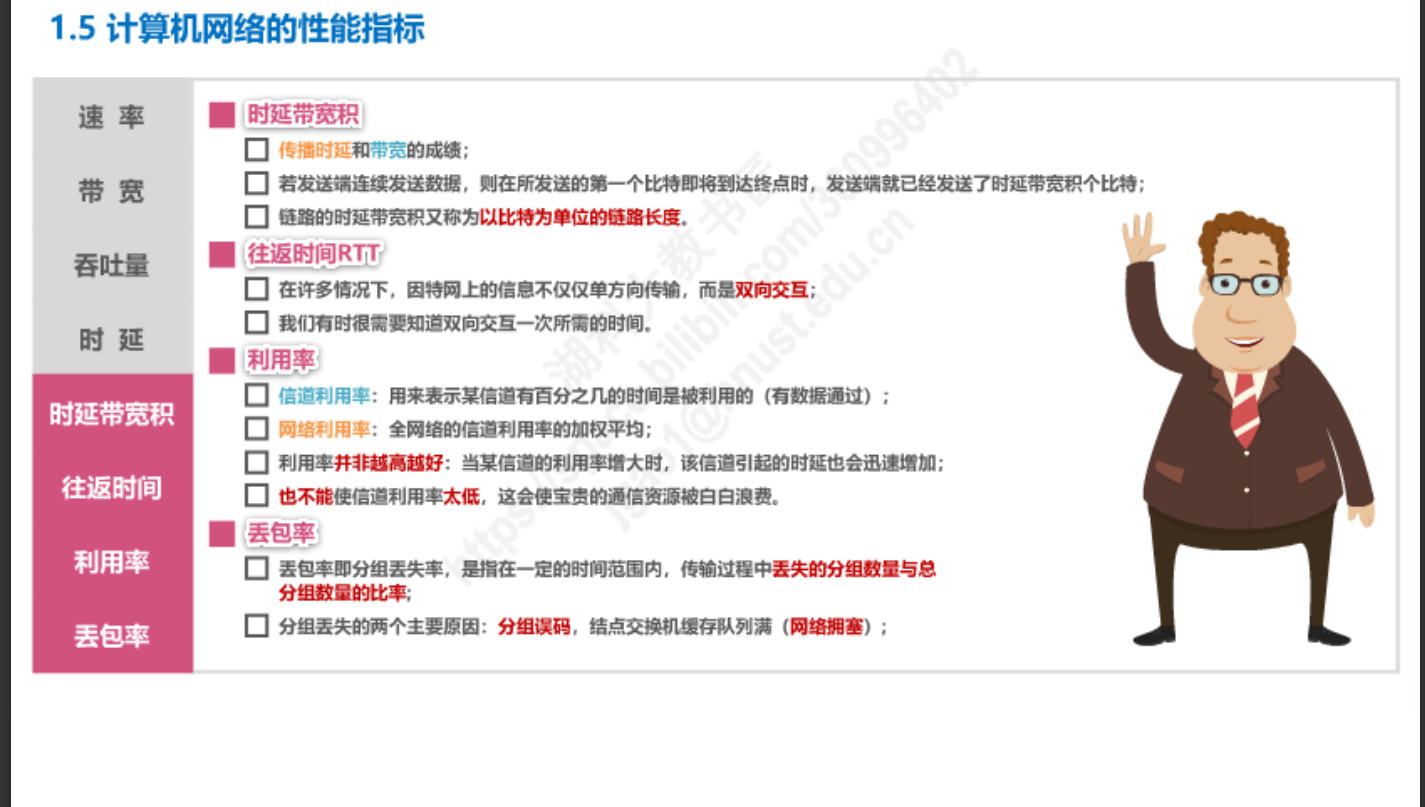 1.5 计算机网络的性能指标
速 率
带 宽
吞吐量
时 延
时延带宽积
往返时间
利用率
丢包率
时延带宽积
传播时延和带宽的成绩；
若发送端连续发送数据，则在所发送的第一个比特即将到达终点时，发送端就已经发送了时延带宽积个比特；
链路的时延带宽积又称为以比特为单位的链路长度。
往返时间RTT
在许多情况下，因特网上的信息不仅仅单方向传输，而是双向交互；
我们有时很需要知道双向交互一次所需的时间。
利用率
信道利用率：用来表示某信道有百分之几的时间是被利用的（有数据通过）；
网络利用率：全网络的信道利用率的加权平均；
利用率并非越高越好：当某信道的利用率增大时，该信道引起的时延也会迅速增加；
也不能使信道利用率太低，这会使宝贵的通信资源被白白浪费。
丢包率
丢包率即分组丢失率，是指在一定的时间范围内，传输过程中丢失的分组数量与总
分组数量的比率；
分组丢失的两个主要原因：分组误码，结点交换机缓存队列满（网络拥塞）；